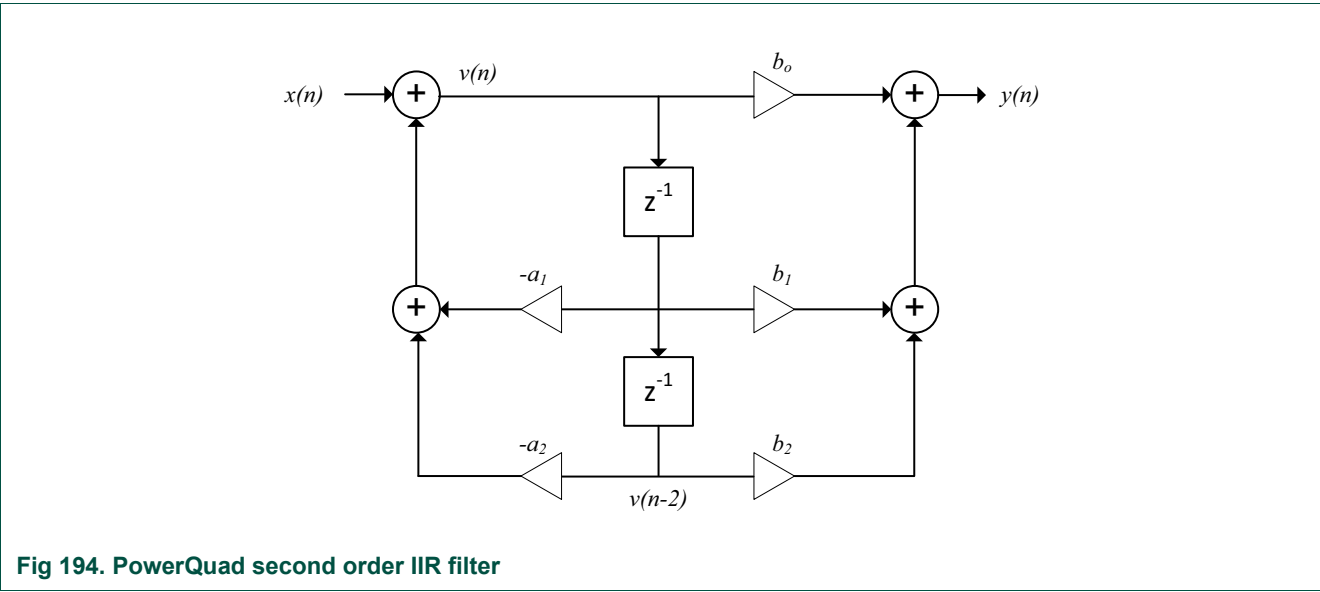 x(n)
+
v(n)
b₀
+
y(n)
z⁻¹
-a₁
b₁
+
+
z⁻¹
-a₂
b₂
v(n-2)
Fig 194. PowerQuad second order IIR filter